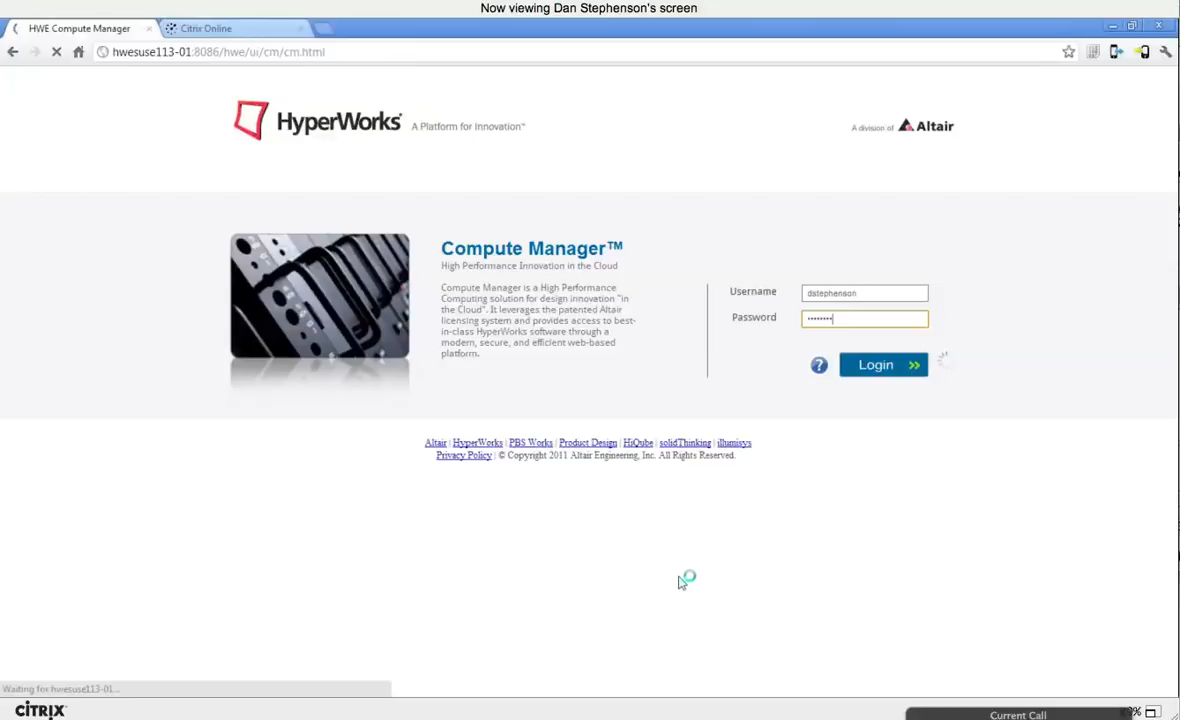 Now viewing Dan Stephenson's screen
HWE Compute Manager
Citrix Online
hwesuse113-01:8086/hwe/ui/cm/cm.html
HyperWorks A Platform for Innovation™
A division of Altair
Compute Manager™
High Performance Innovation in the Cloud
Compute Manager is a High Performance
Computing solution for design innovation "in
the Cloud". It leverages the patented Altair
licensing system and provides access to best-
in-class HyperWorks software through a
modern, secure, and efficient web-based
platform.
Username dstephenson
Password ••••••••
? Login »
Altair | HyperWorks | PBS Works | Product Design | HiQube | solidThinking | illumisys
Privacy Policy | © Copyright 2011 Altair Engineering, Inc. All Rights Reserved.
Waiting for hwesuse113-01...
CİTRIX
Current Call